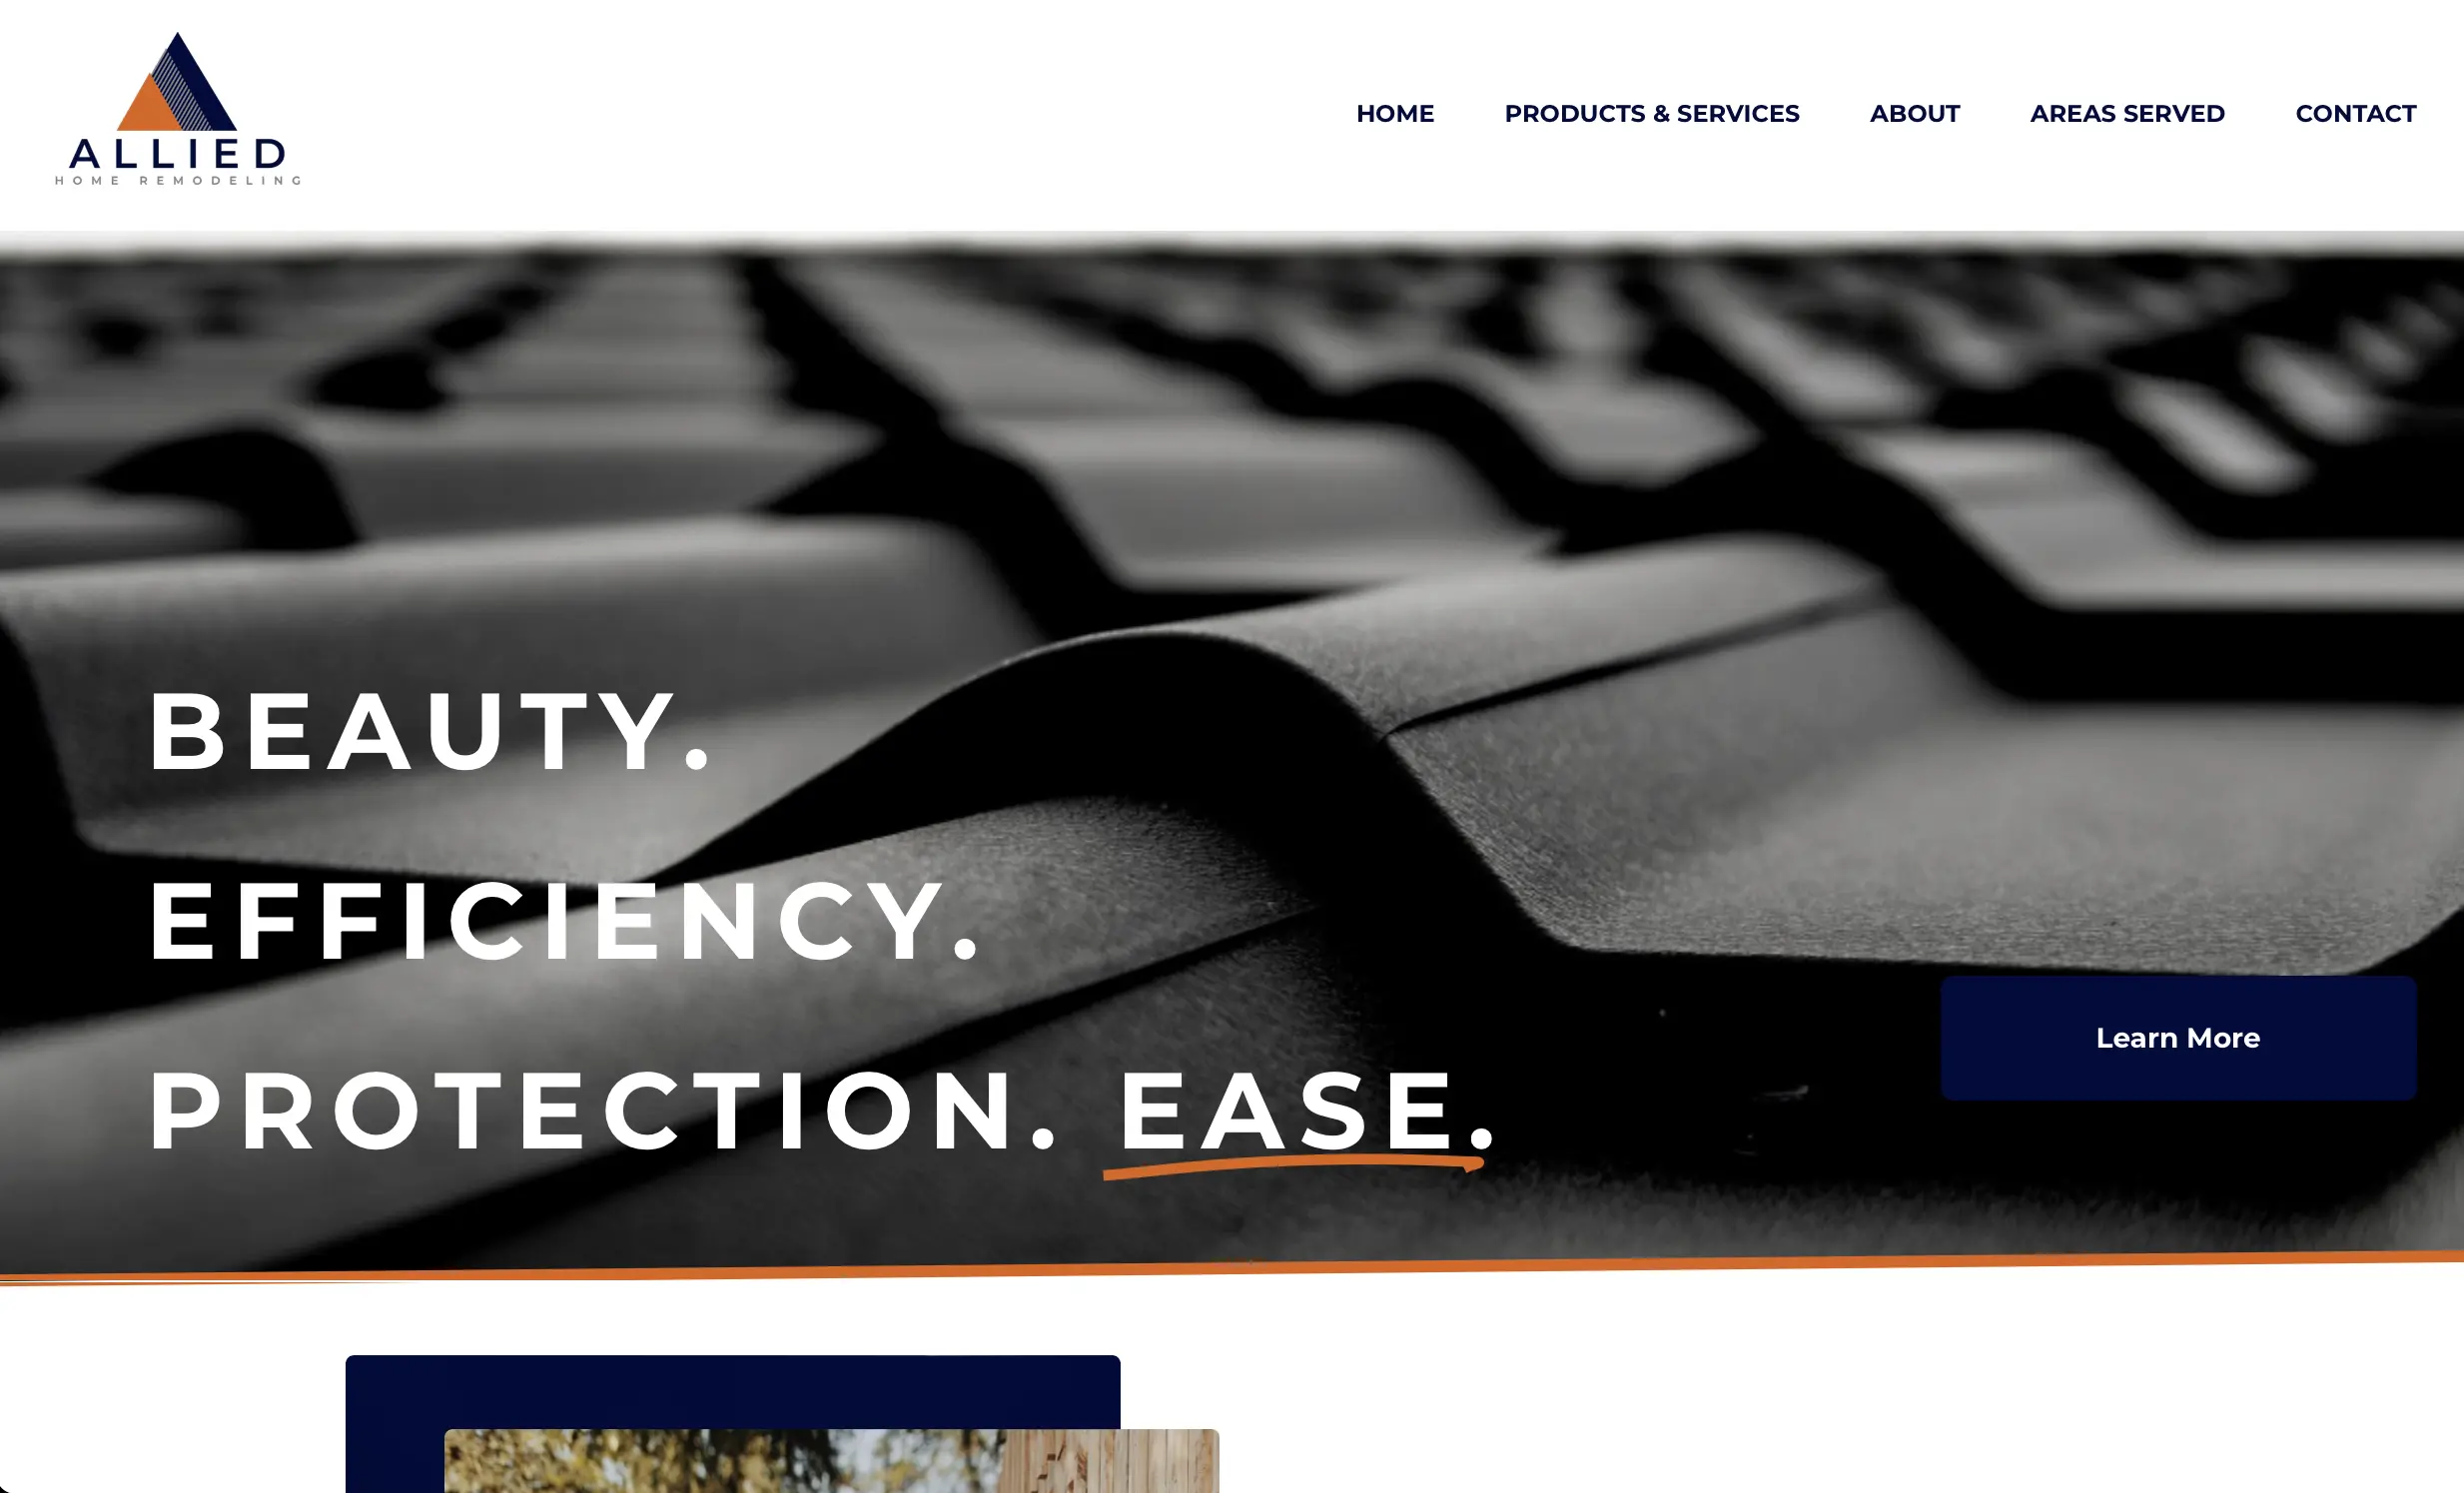 ALLIED
HOME REMODELING
HOME PRODUCTS & SERVICES ABOUT AREAS SERVED CONTACT
BEAUTY.
EFFICIENCY.
PROTECTION. EASE.
Learn More